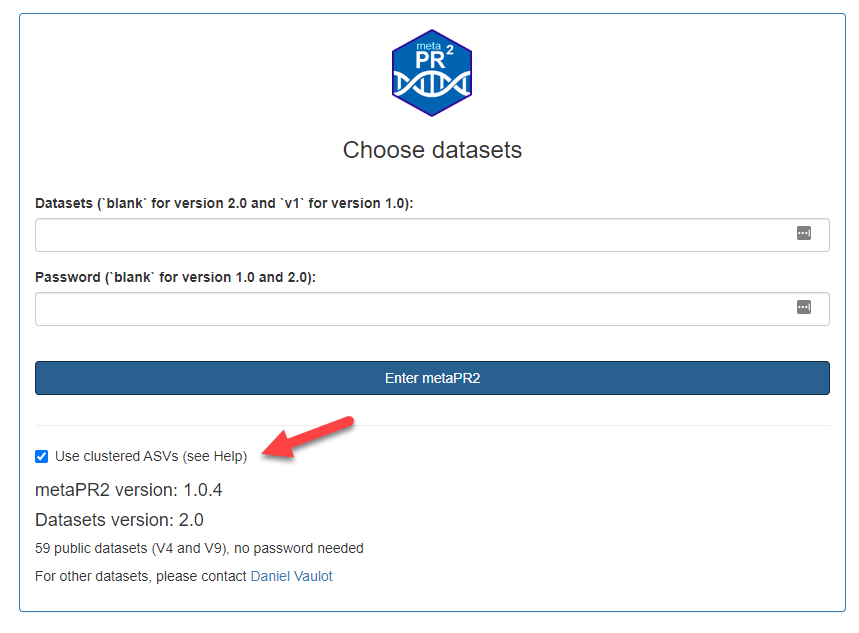 meta
PR2
Choose datasets
Datasets (`blank` for version 2.0 and `v1` for version 1.0):
Password (`blank` for version 1.0 and 2.0):
Enter metaPR2
Use clustered ASVs (see Help)
metaPR2 version: 1.0.4
Datasets version: 2.0
59 public datasets (V4 and V9), no password needed
For other datasets, please contact Daniel Vaulot